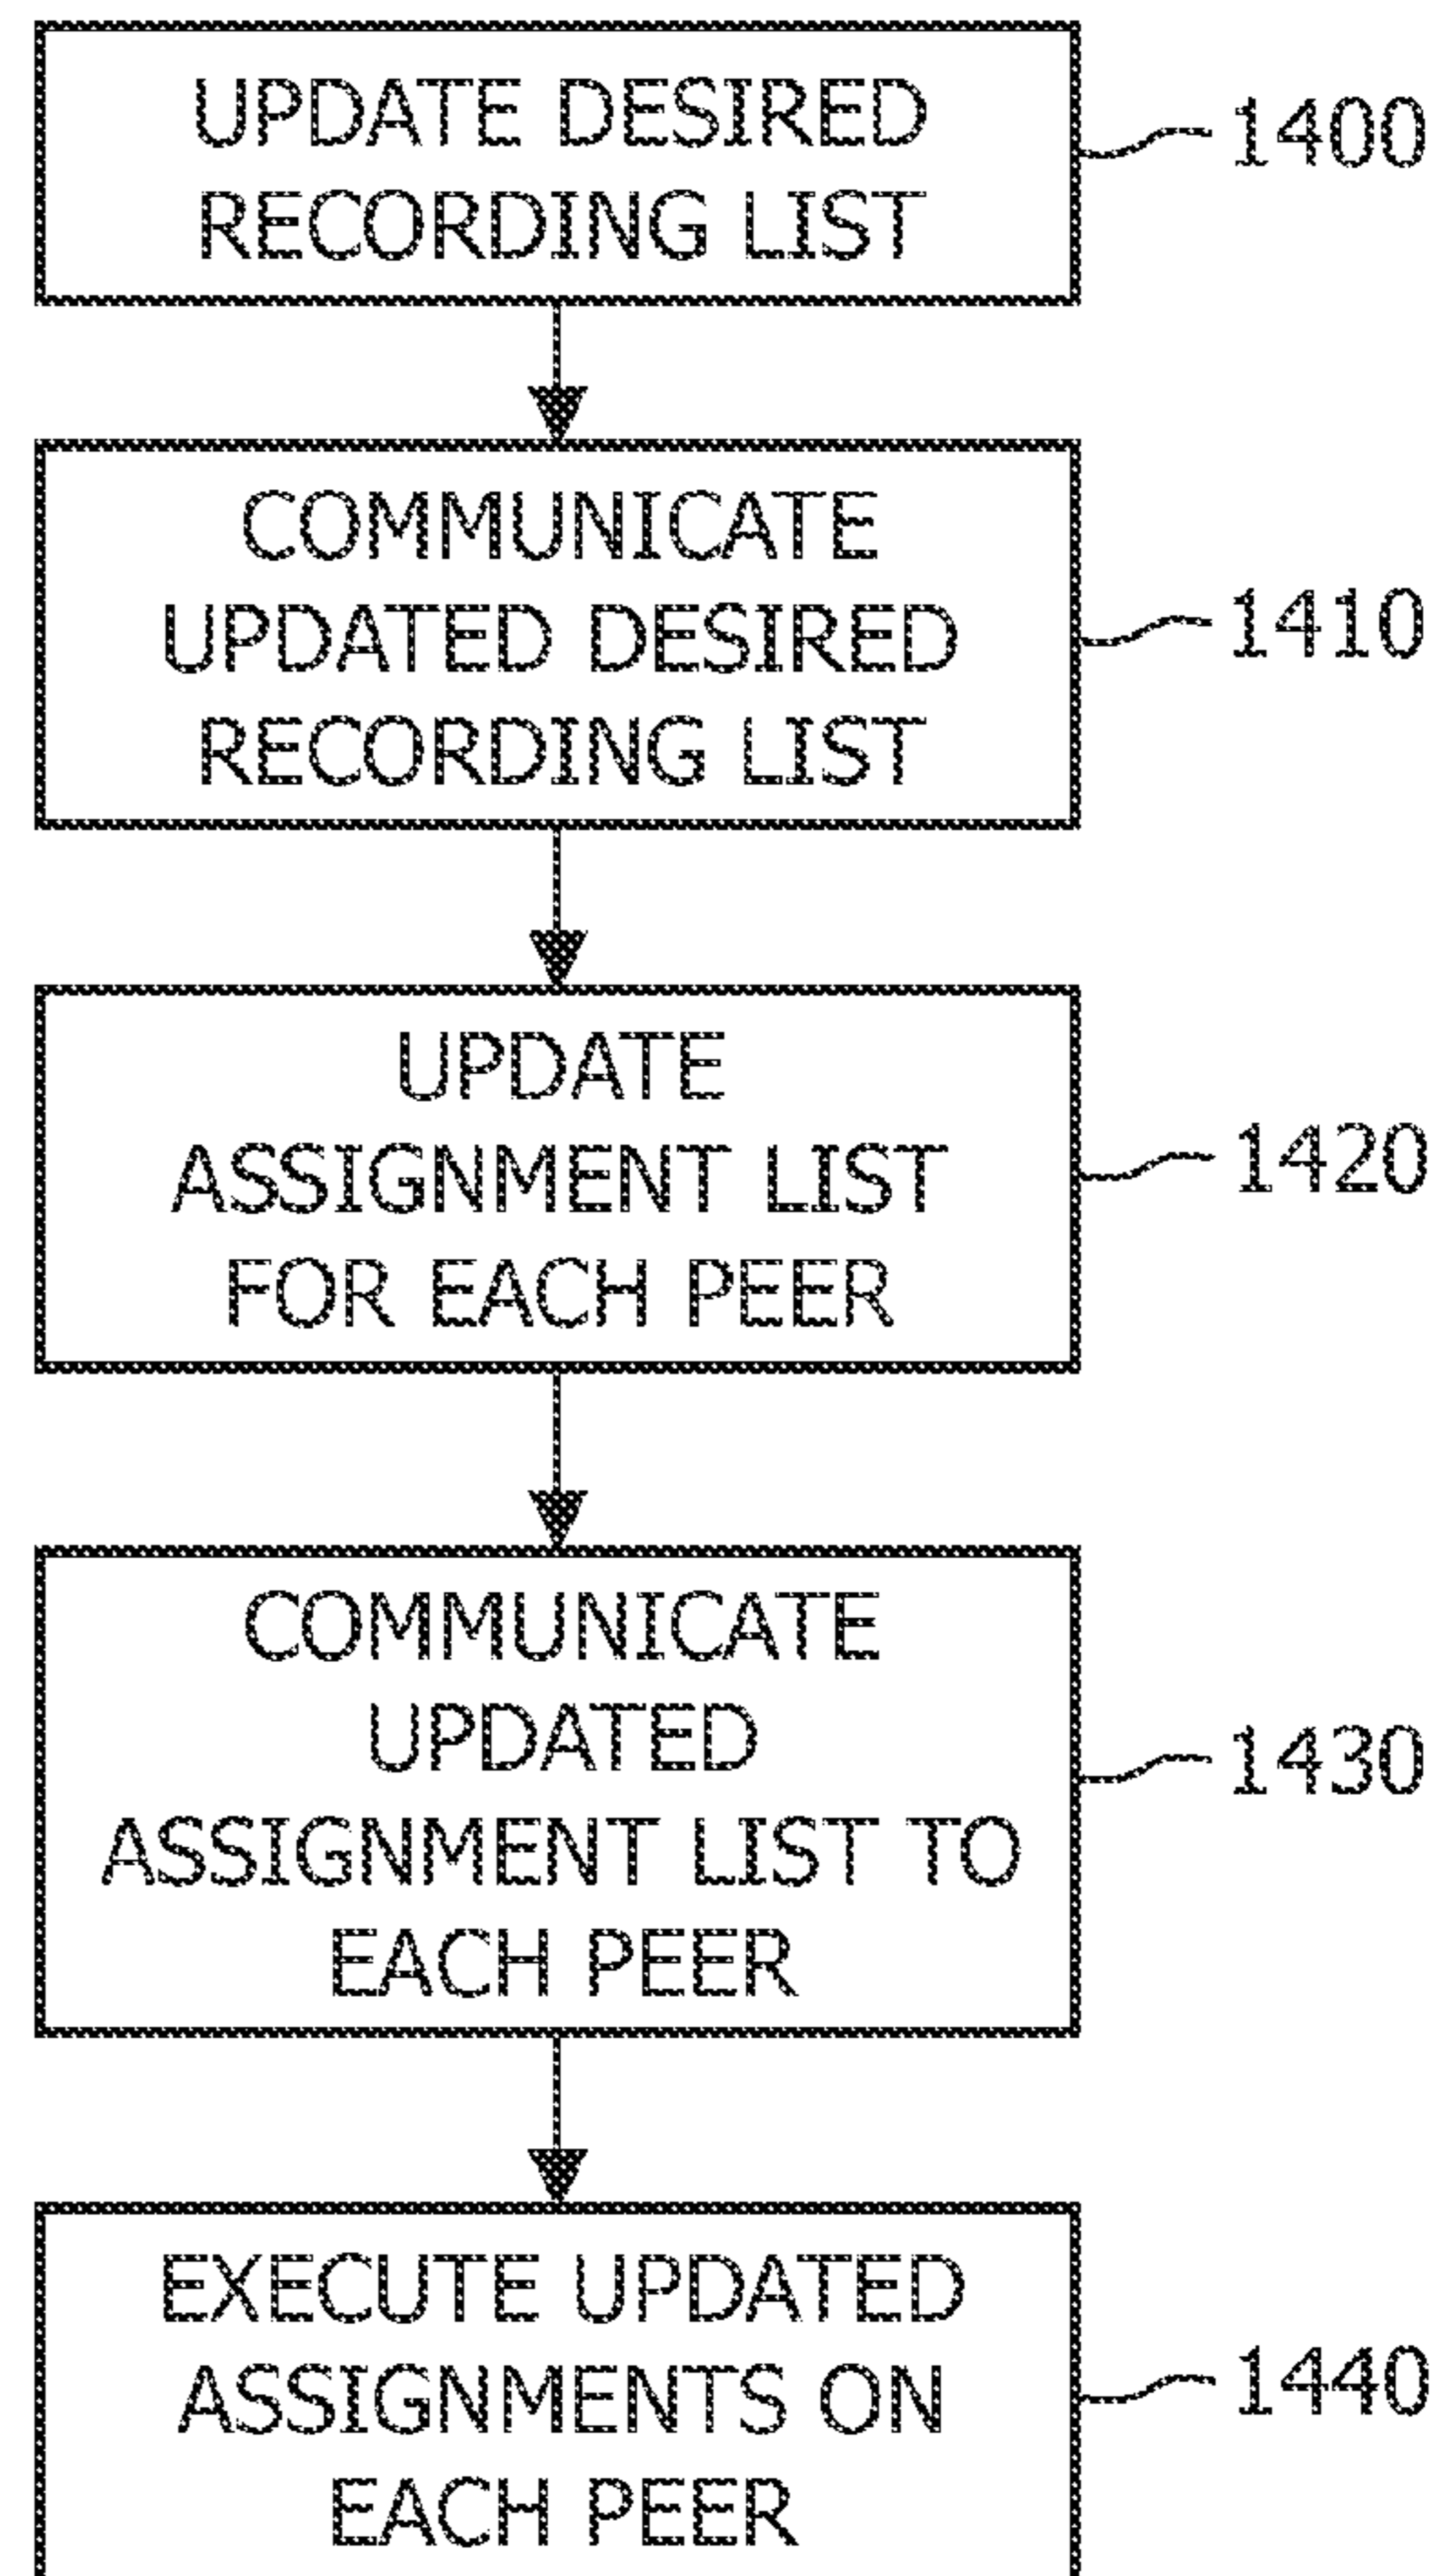 UPDATE DESIRED
RECORDING LIST
1400
COMMUNICATE
UPDATED DESIRED
RECORDING LIST
1410
UPDATE
ASSIGNMENT LIST
FOR EACH PEER
1420
COMMUNICATE
UPDATED
ASSIGNMENT LIST TO
EACH PEER
1430
EXECUTE UPDATED
ASSIGNMENTS ON
EACH PEER
1440